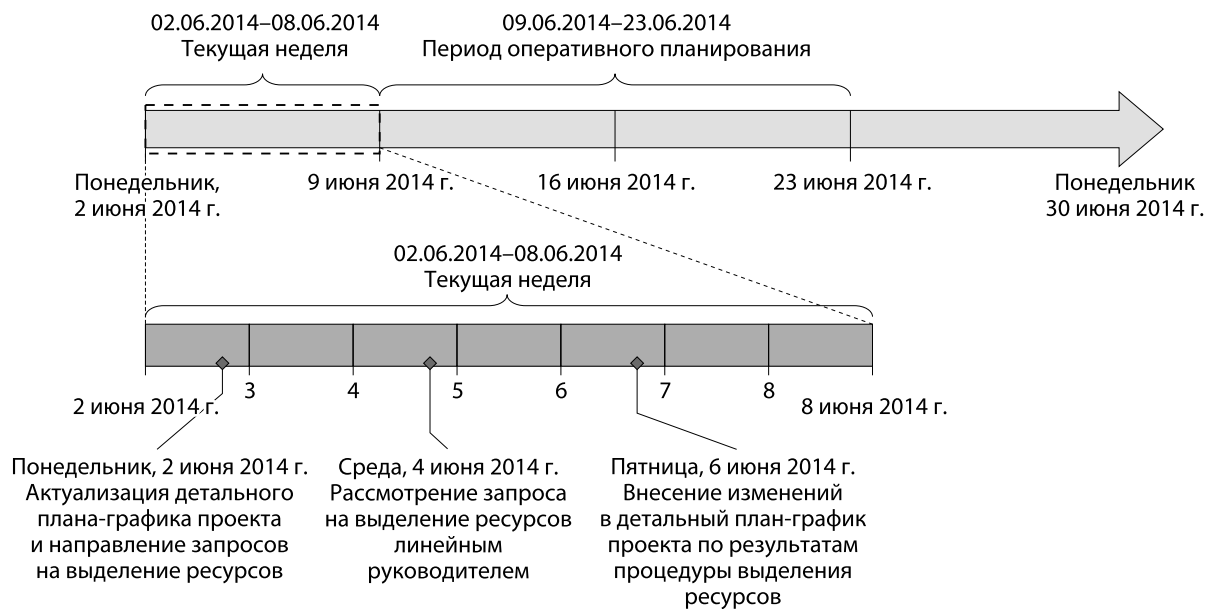 02.06.2014–08.06.2014
Текущая неделя
09.06.2014–23.06.2014
Период оперативного планирования
Понедельник,
2 июня 2014 г.
9 июня 2014 г.
16 июня 2014 г.
23 июня 2014 г.
Понедельник
30 июня 2014 г.
02.06.2014–08.06.2014
Текущая неделя
2 июня 2014 г.
3
4
5
6
7
8
8 июня 2014 г.
Понедельник, 2 июня 2014 г.
Актуализация детального
плана-графика проекта
и направление запросов
на выделение ресурсов
Среда, 4 июня 2014 г.
Рассмотрение запроса
на выделение ресурсов
линейным
руководителем
Пятница, 6 июня 2014 г.
Внесение изменений
в детальный план-график
проекта по результатам
процедуры выделения
ресурсов